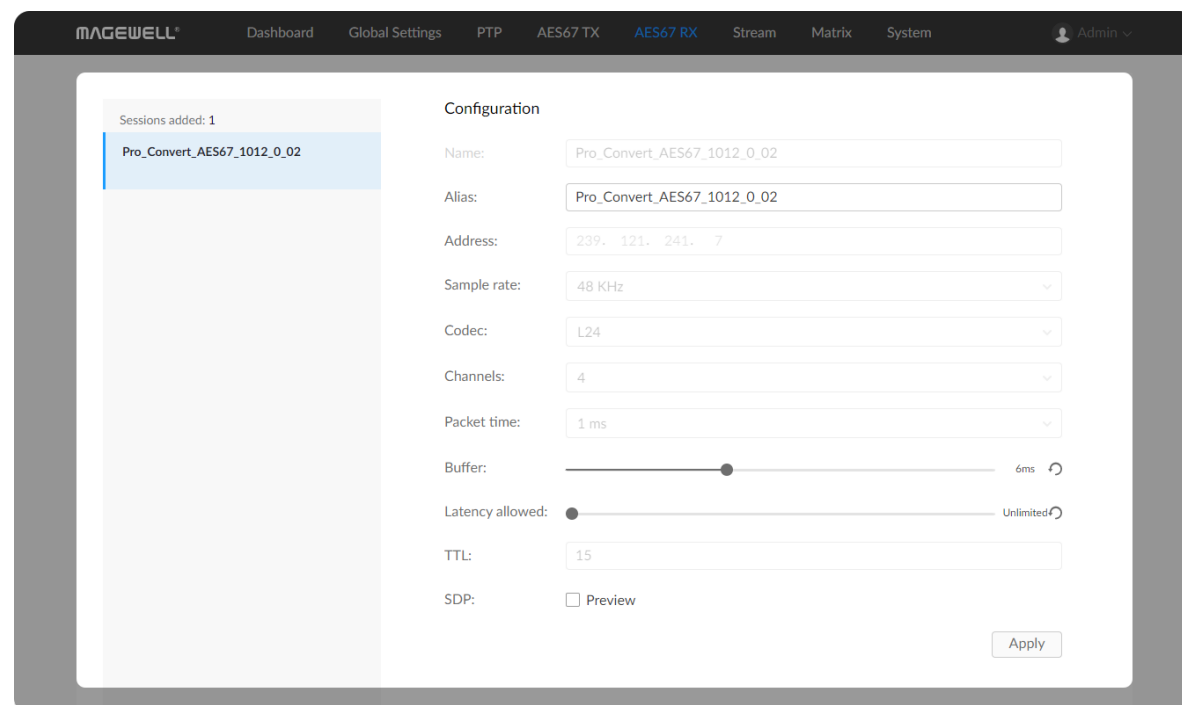 MAGEWELL® Dashboard Global Settings PTP AES67 TX AES67 RX Stream Matrix System Admin
Sessions added: 1
Pro_Convert_AES67_1012_0_02
Configuration
Name: Pro_Convert_AES67_1012_0_02
Alias: Pro_Convert_AES67_1012_0_02
Address: 239. 121. 241. 7
Sample rate: 48 KHz
Codec: L24
Channels: 4
Packet time: 1 ms
Buffer: 6ms
Latency allowed: Unlimited
TTL: 15
SDP: Preview
Apply